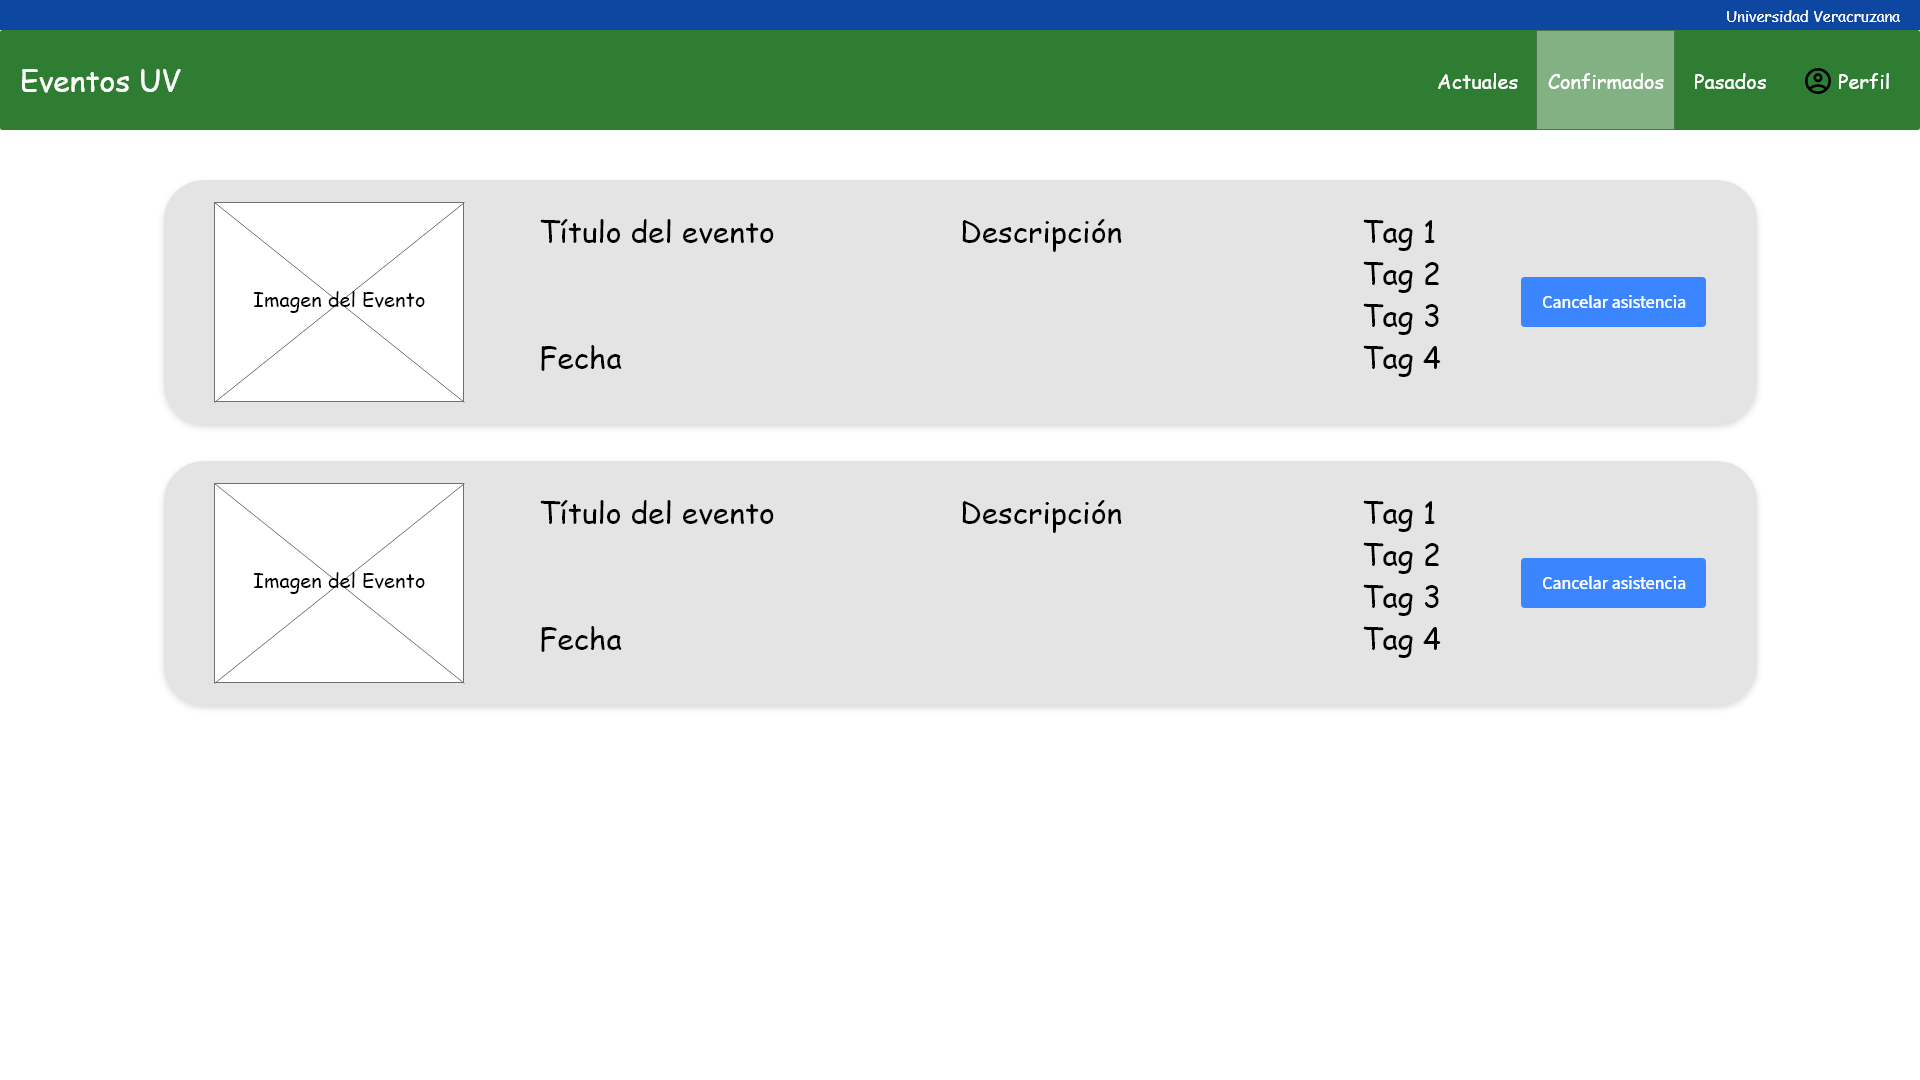 Universidad Veracruzana
Eventos UV
Actuales
Confirmados
Pasados
Perfil
Imagen del Evento
Título del evento
Fecha
Descripción
Tag 1
Tag 2
Tag 3
Tag 4
Cancelar asistencia
Imagen del Evento
Título del evento
Fecha
Descripción
Tag 1
Tag 2
Tag 3
Tag 4
Cancelar asistencia